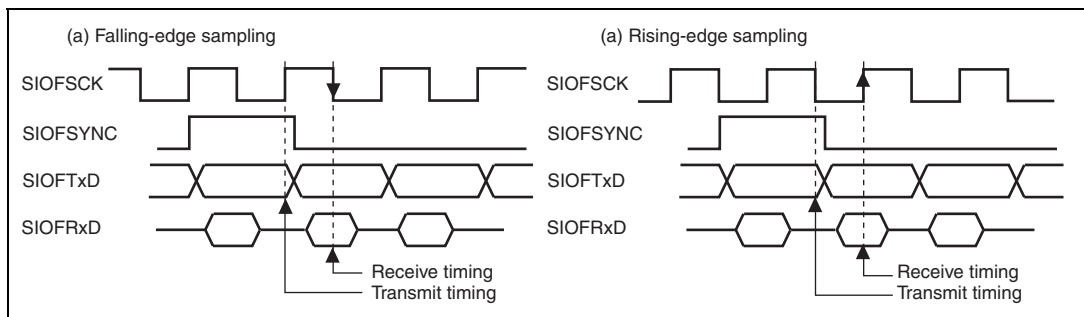 (a) Falling-edge sampling
SIOFSCK
SIOFSYNC
SIOFTxD
SIOFRxD
Receive timing
Transmit timing
(a) Rising-edge sampling
SIOFSCK
SIOFSYNC
SIOFTxD
SIOFRxD
Receive timing
Transmit timing